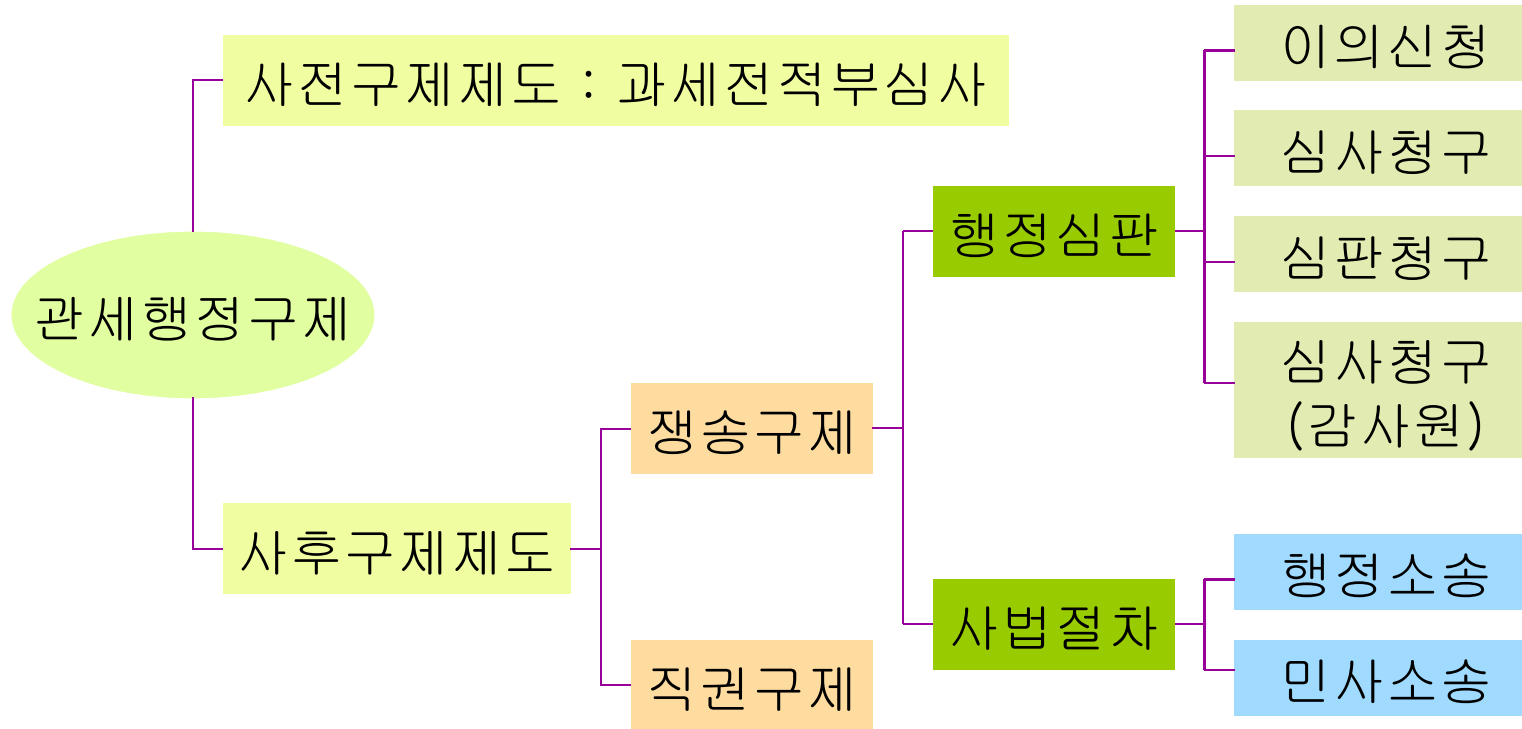 관세행정구제
사전구제제도 : 과세전적부심사
사후구제제도
쟁송구제
직권구제
행정심판
사법절차
이의신청
심사청구
심판청구
심사청구
(감사원)
행정소송
민사소송